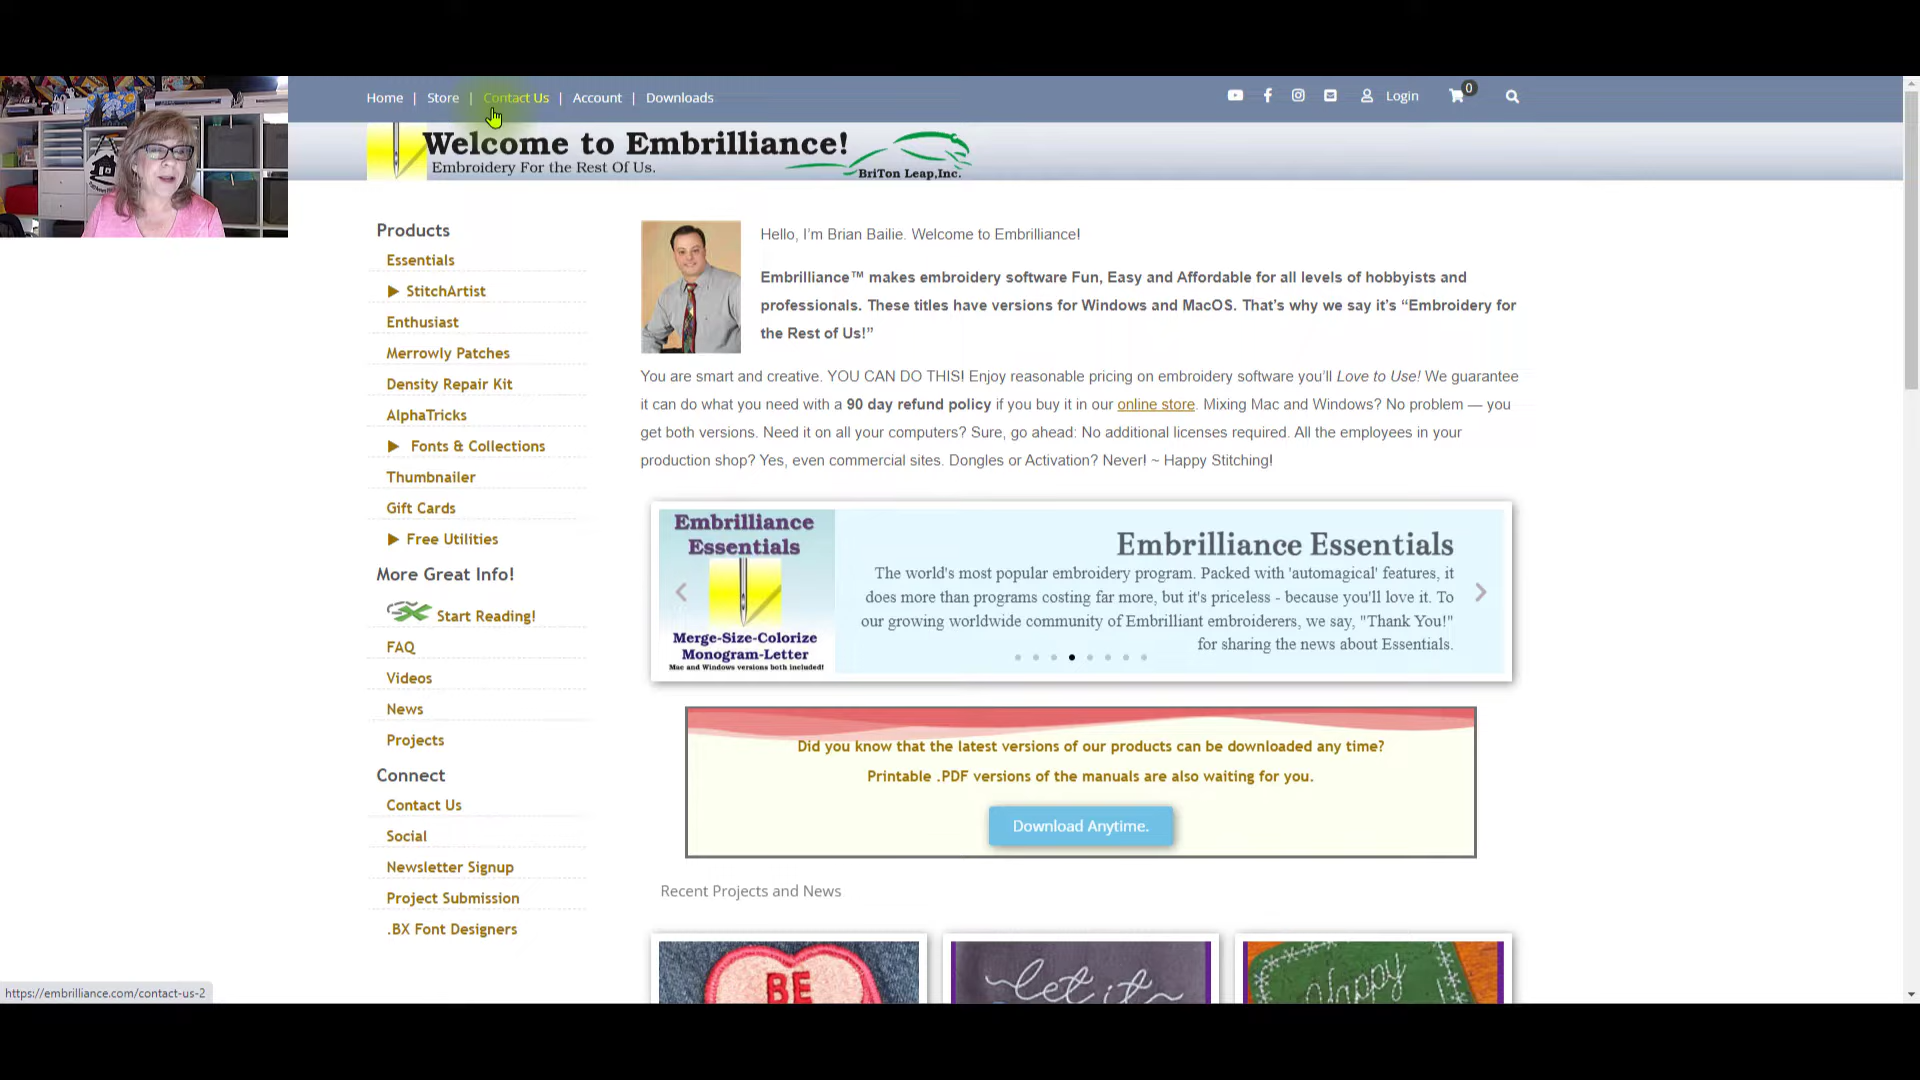 Home | Store | Contact Us | Account | Downloads
Login
0
Welcome to Embrilliance!
Embroidery For the Rest Of Us.
BriTon Leap,Inc.
Products
Essentials
StitchArtist
Enthusiast
Merrowly Patches
Density Repair Kit
AlphaTricks
Fonts & Collections
Thumbnailer
Gift Cards
Free Utilities
More Great Info!
Start Reading!
FAQ
Videos
News
Projects
Connect
Contact Us
Social
Newsletter Signup
Project Submission
.BX Font Designers
Hello, I'm Brian Bailie. Welcome to Embrilliance!
Embrilliance™ makes embroidery software Fun, Easy and Affordable for all levels of hobbyists and
professionals. These titles have versions for Windows and MacOS. That's why we say it's “Embroidery for
the Rest of Us!”
You are smart and creative. YOU CAN DO THIS! Enjoy reasonable pricing on embroidery software you'll Love to Use! We guarantee
it can do what you need with a 90 day refund policy if you buy it in our online store. Mixing Mac and Windows? No problem — you
get both versions. Need it on all your computers? Sure, go ahead: No additional licenses required. All the employees in your
production shop? Yes, even commercial sites. Dongles or Activation? Never! ~ Happy Stitching!
Embrilliance
Essentials
Merge-Size-Colorize
Monogram-Letter
Mac and Windows versions both included!
Embrilliance Essentials
The world's most popular embroidery program. Packed with 'automagical' features, it
does more than programs costing far more, but it's priceless - because you'll love it. To
our growing worldwide community of Embrilliant embroiderers, we say, "Thank You!"
for sharing the news about Essentials.
Did you know that the latest versions of our products can be downloaded any time?
Printable .PDF versions of the manuals are also waiting for you.
Download Anytime.
Recent Projects and News
BE
let it
Happy
https://embrilliance.com/contact-us-2